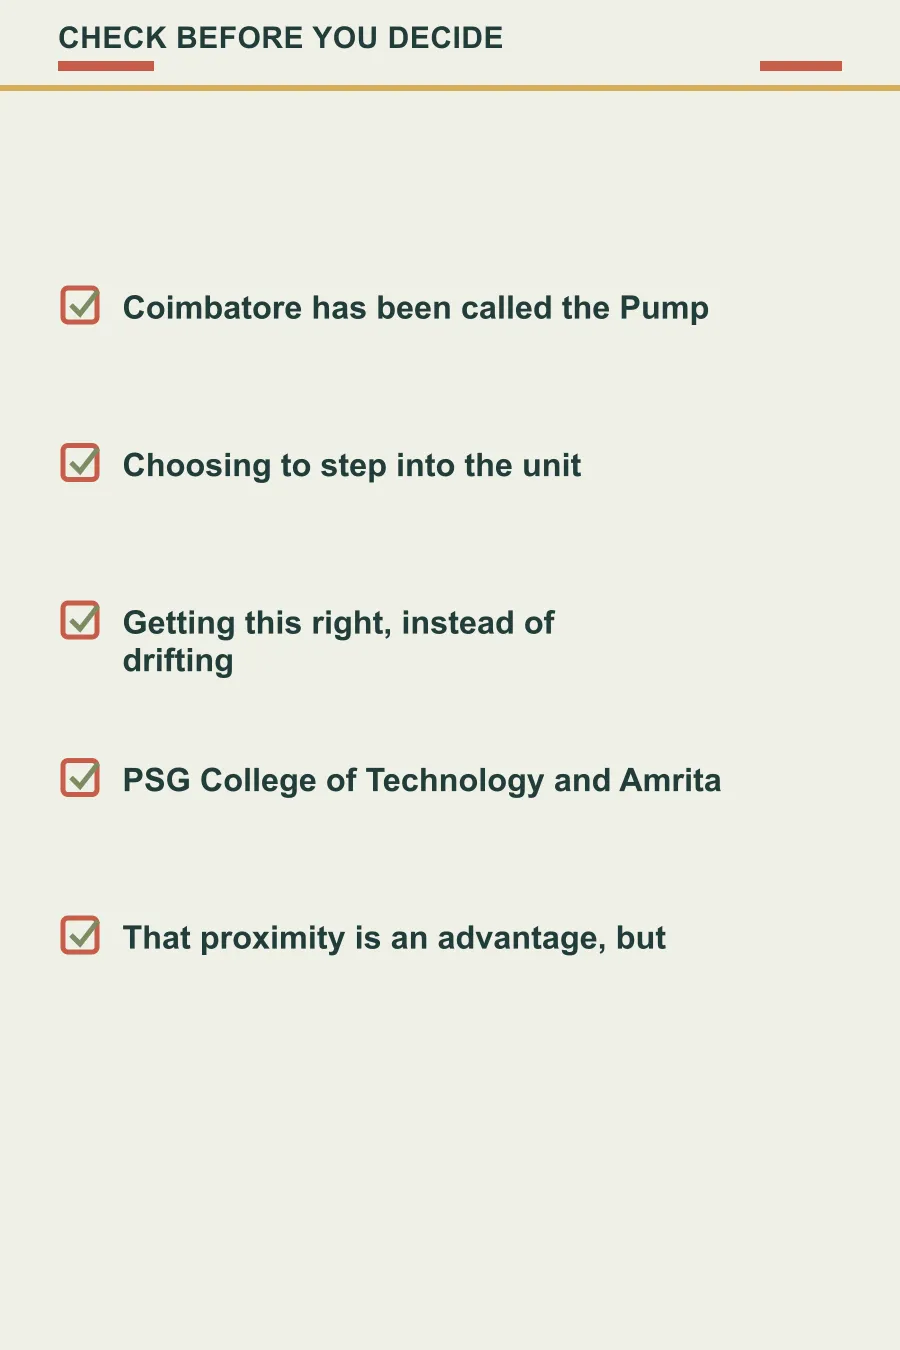 CHECK BEFORE YOU DECIDE
Coimbatore has been called the Pump
Choosing to step into the unit
Getting this right, instead of
drifting
PSG College of Technology and Amrita
That proximity is an advantage, but